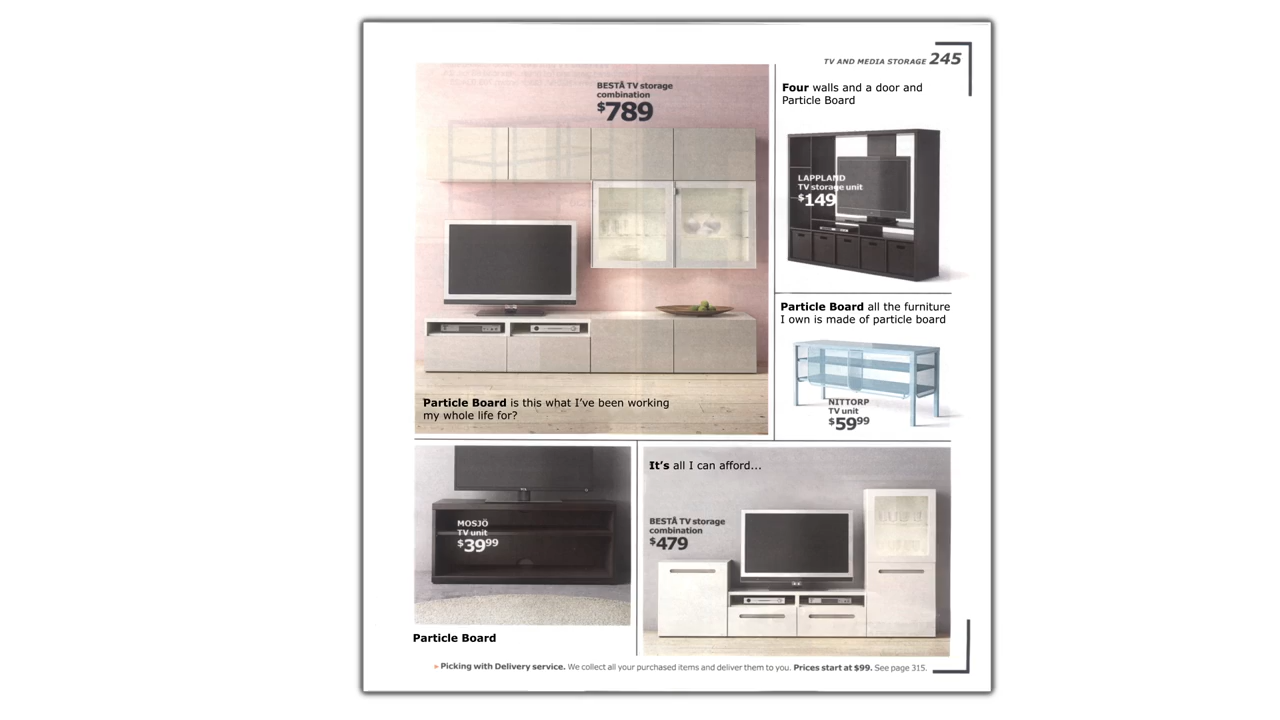 TV AND MEDIA STORAGE 245
BESTÅ TV storage
combination
$789
Four walls and a door and
Particle Board
LAPPLAND
TV storage unit
$149
Particle Board all the furniture
I own is made of particle board
NITTORP
TV unit
$5999
Particle Board is this what I've been working
my whole life for?
MOSJÖ
TV unit
$3999
Particle Board
It's all I can afford...
BESTÅ TV storage
combination
$479
▸ Picking with Delivery service. We collect all your purchased items and deliver them to you. Prices start at $99. See page 315.